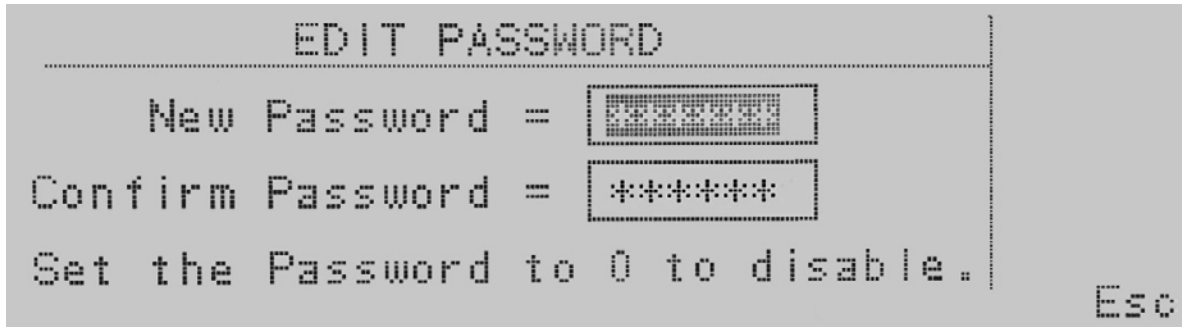 EDIT PASSWORD
New Password = ******
Confirm Password = ******
Set the Password to 0 to disable.
Esc